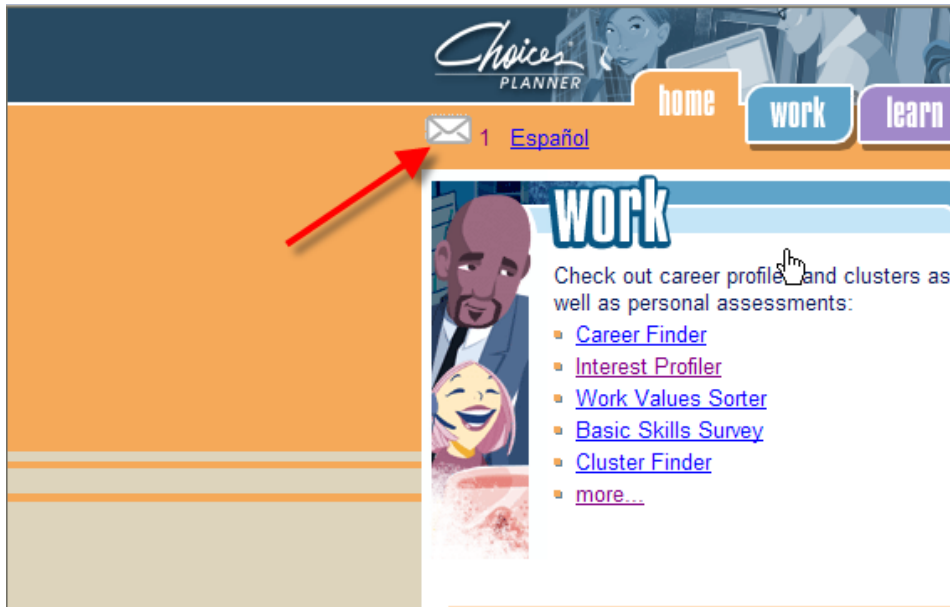 Choices
PLANNER
home
work
learn
1 Español
work
Check out career profiles and clusters as
well as personal assessments:
Career Finder
Interest Profiler
Work Values Sorter
Basic Skills Survey
Cluster Finder
more...